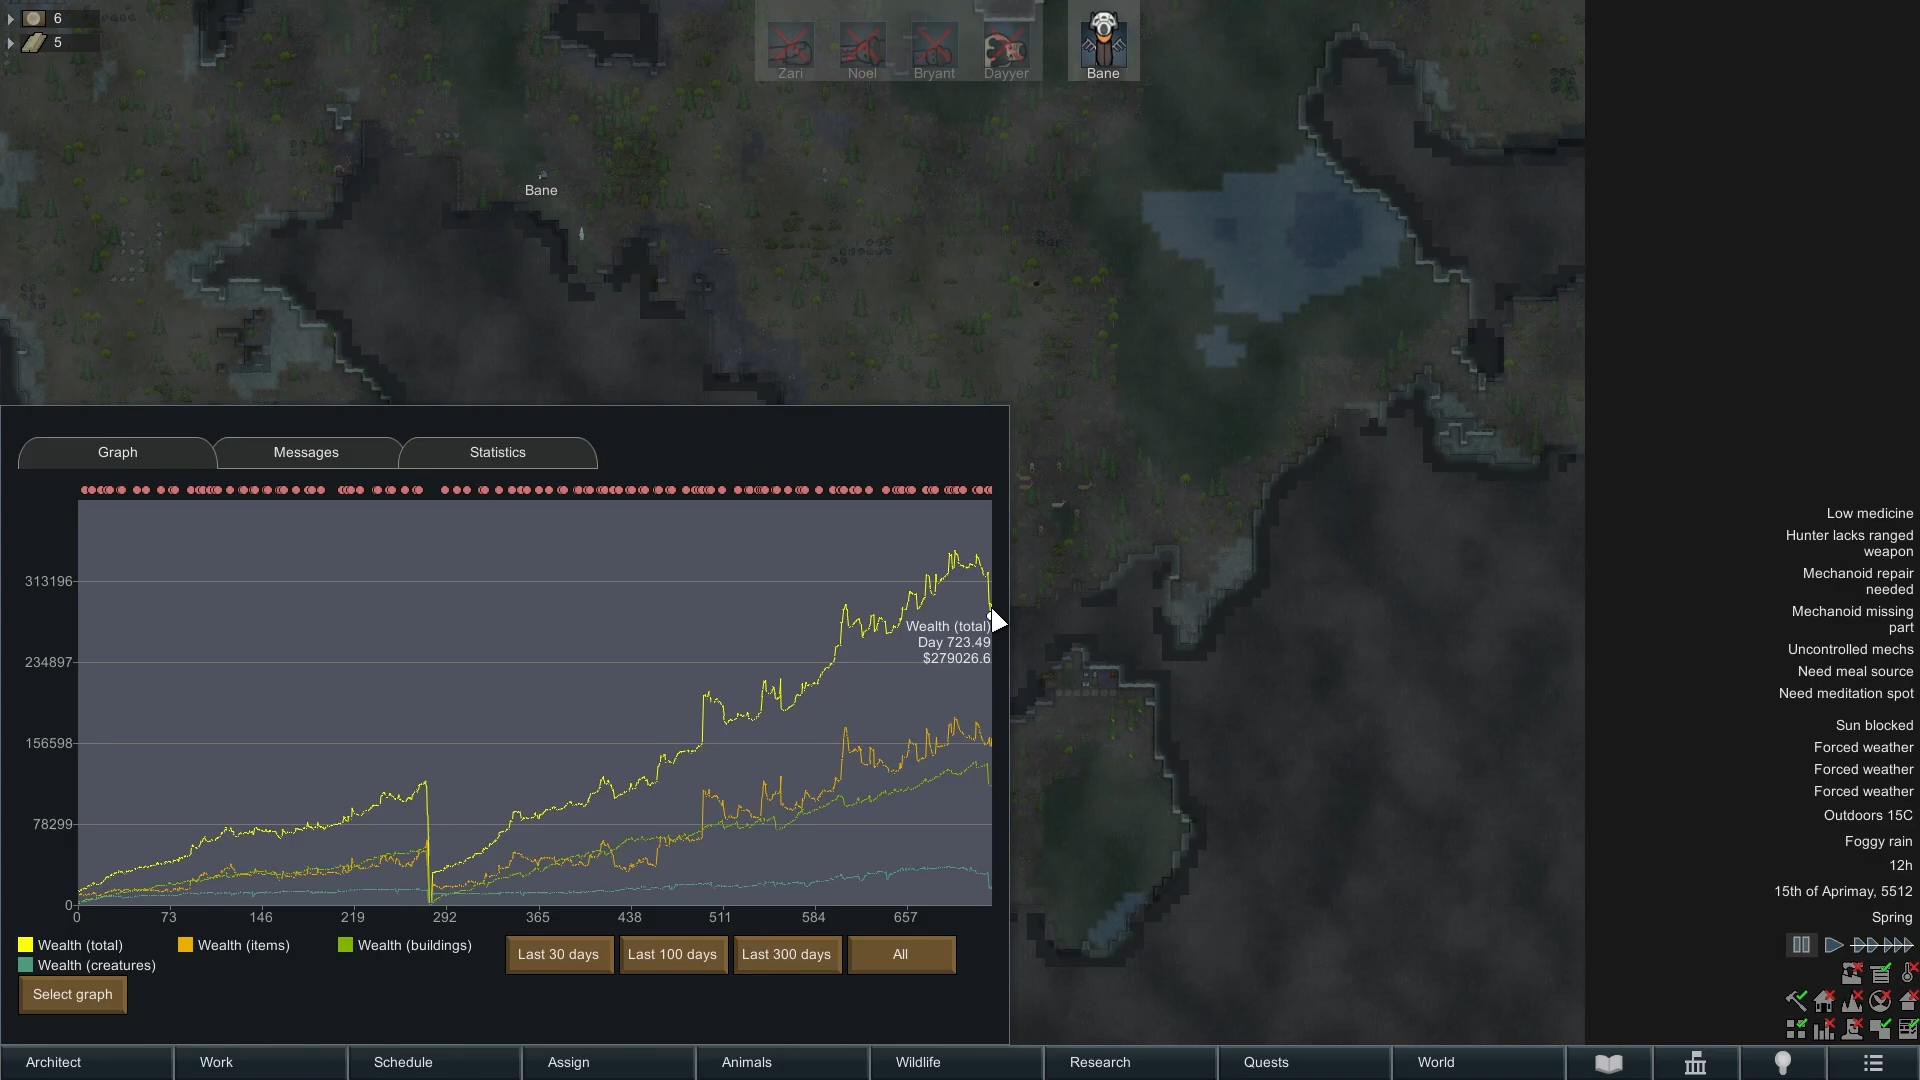 6
5
Zari
Noel
Bryant
Dayyer
Bane
Bane
Graph
Messages
Statistics
313196
234897
156598
78299
0
Wealth (total)
Day 723.49
$279026.6
0
73
146
219
292
365
438
511
584
657
Wealth (total)
Wealth (items)
Wealth (buildings)
Wealth (creatures)
Last 30 days
Last 100 days
Last 300 days
All
Select graph
Low medicine
Hunter lacks ranged
weapon
Mechanoid repair
needed
Mechanoid missing
part
Uncontrolled mechs
Need meal source
Need meditation spot
Sun blocked
Forced weather
Forced weather
Forced weather
Outdoors 15C
Foggy rain
12h
15th of Aprimay, 5512
Spring
Architect
Work
Schedule
Assign
Animals
Wildlife
Research
Quests
World